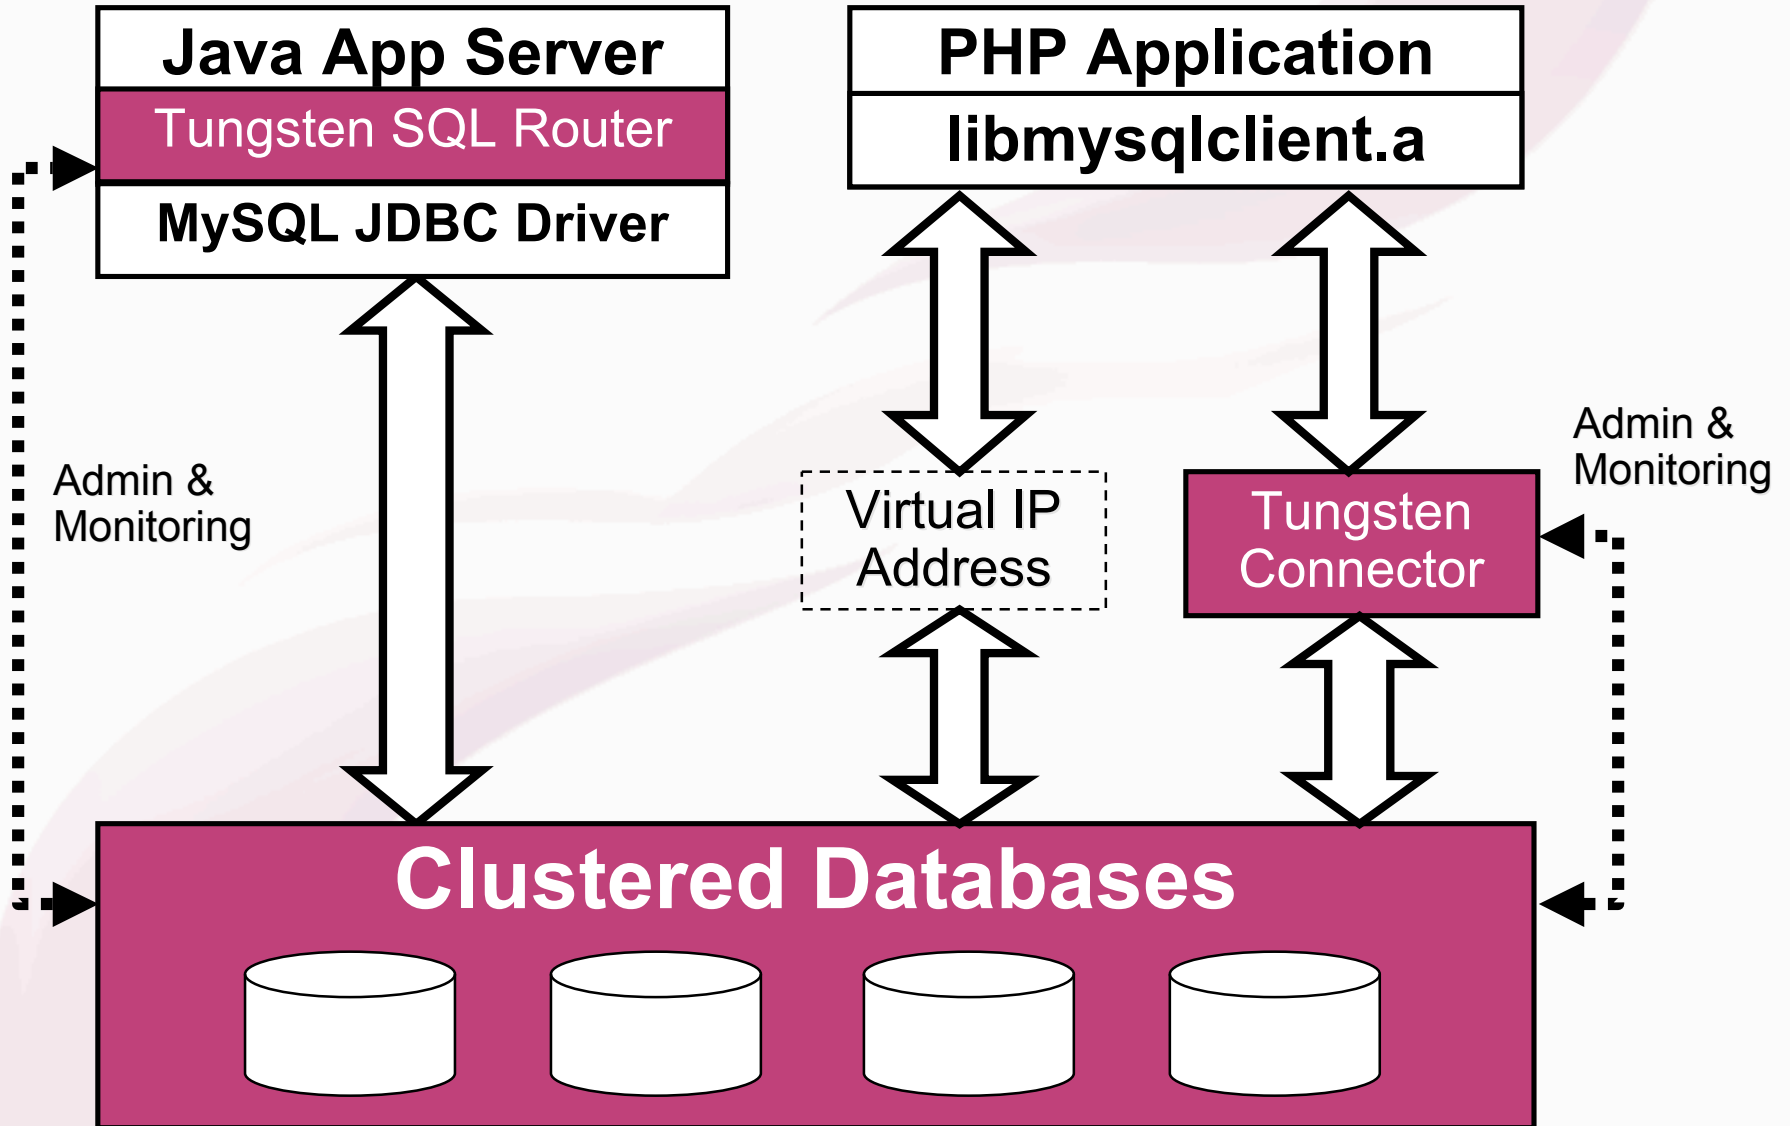 Java App Server
Tungsten SQL Router
MySQL JDBC Driver
PHP Application
libmysqlclient.a
Admin &
Monitoring
Virtual IP
Address
Tungsten
Connector
Admin &
Monitoring
Clustered Databases